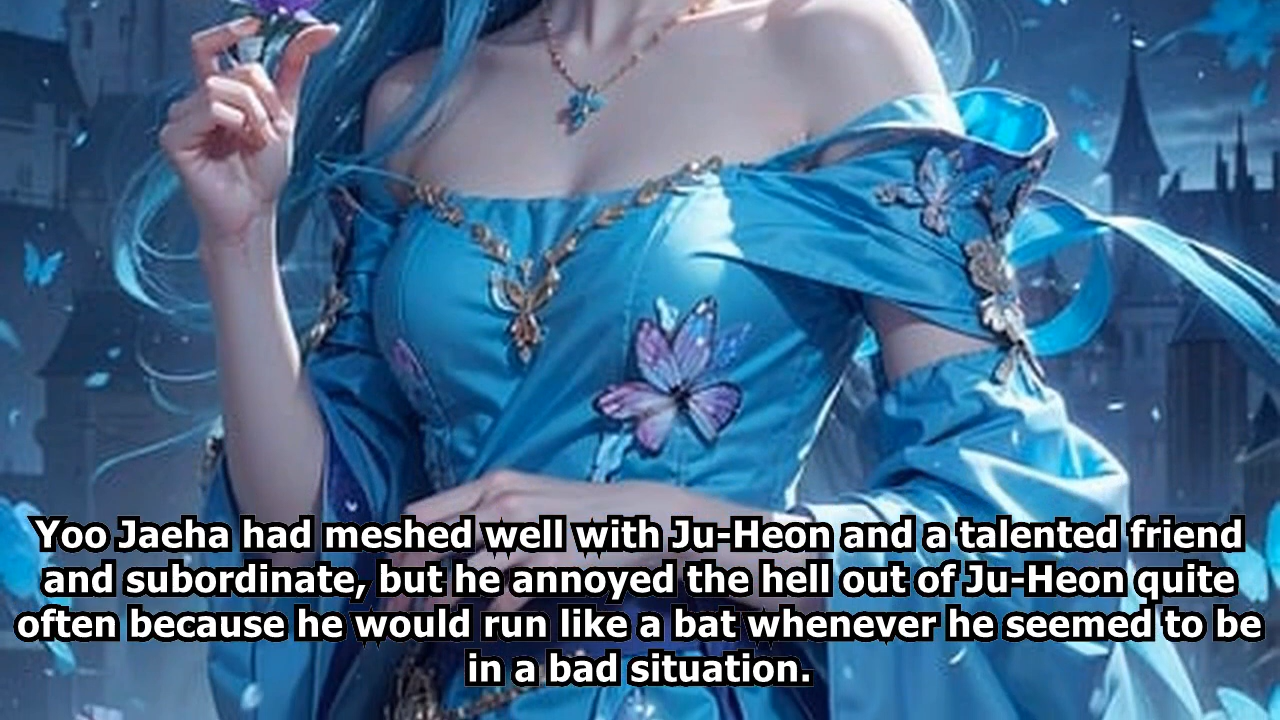 Yoo Jaeha had meshed well with Ju-Heon and a talented friend
and subordinate, but he annoyed the hell out of Ju-Heon quite
often because he would run like a bat whenever he seemed to be
in a bad situation.